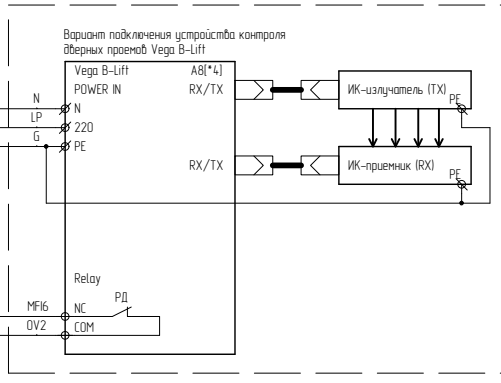 Вариант подключения устройства контроля
дверных проемов Vega B-Lift
Vega B-Lift A8[*4]
POWER IN RX/TX
ИК-излучатель (TX)
PE
N
N
LP
220
G
PE
RX/TX
ИК-приемник (RX)
PE
Relay
РД
MF16 NC
0V2 COM